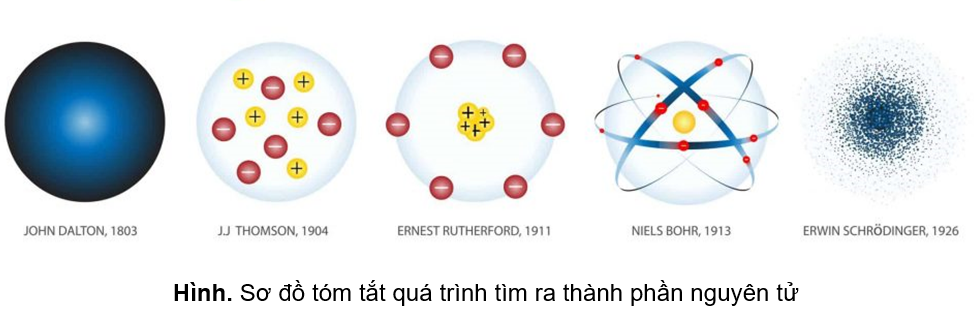 JOHN DALTON, 1803
J.J THOMSON, 1904
ERNEST RUTHERFORD, 1911
NIELS BOHR, 1913
ERWIN SCHRÖDINGER, 1926
Hình. Sơ đồ tóm tắt quá trình tìm ra thành phần nguyên tử